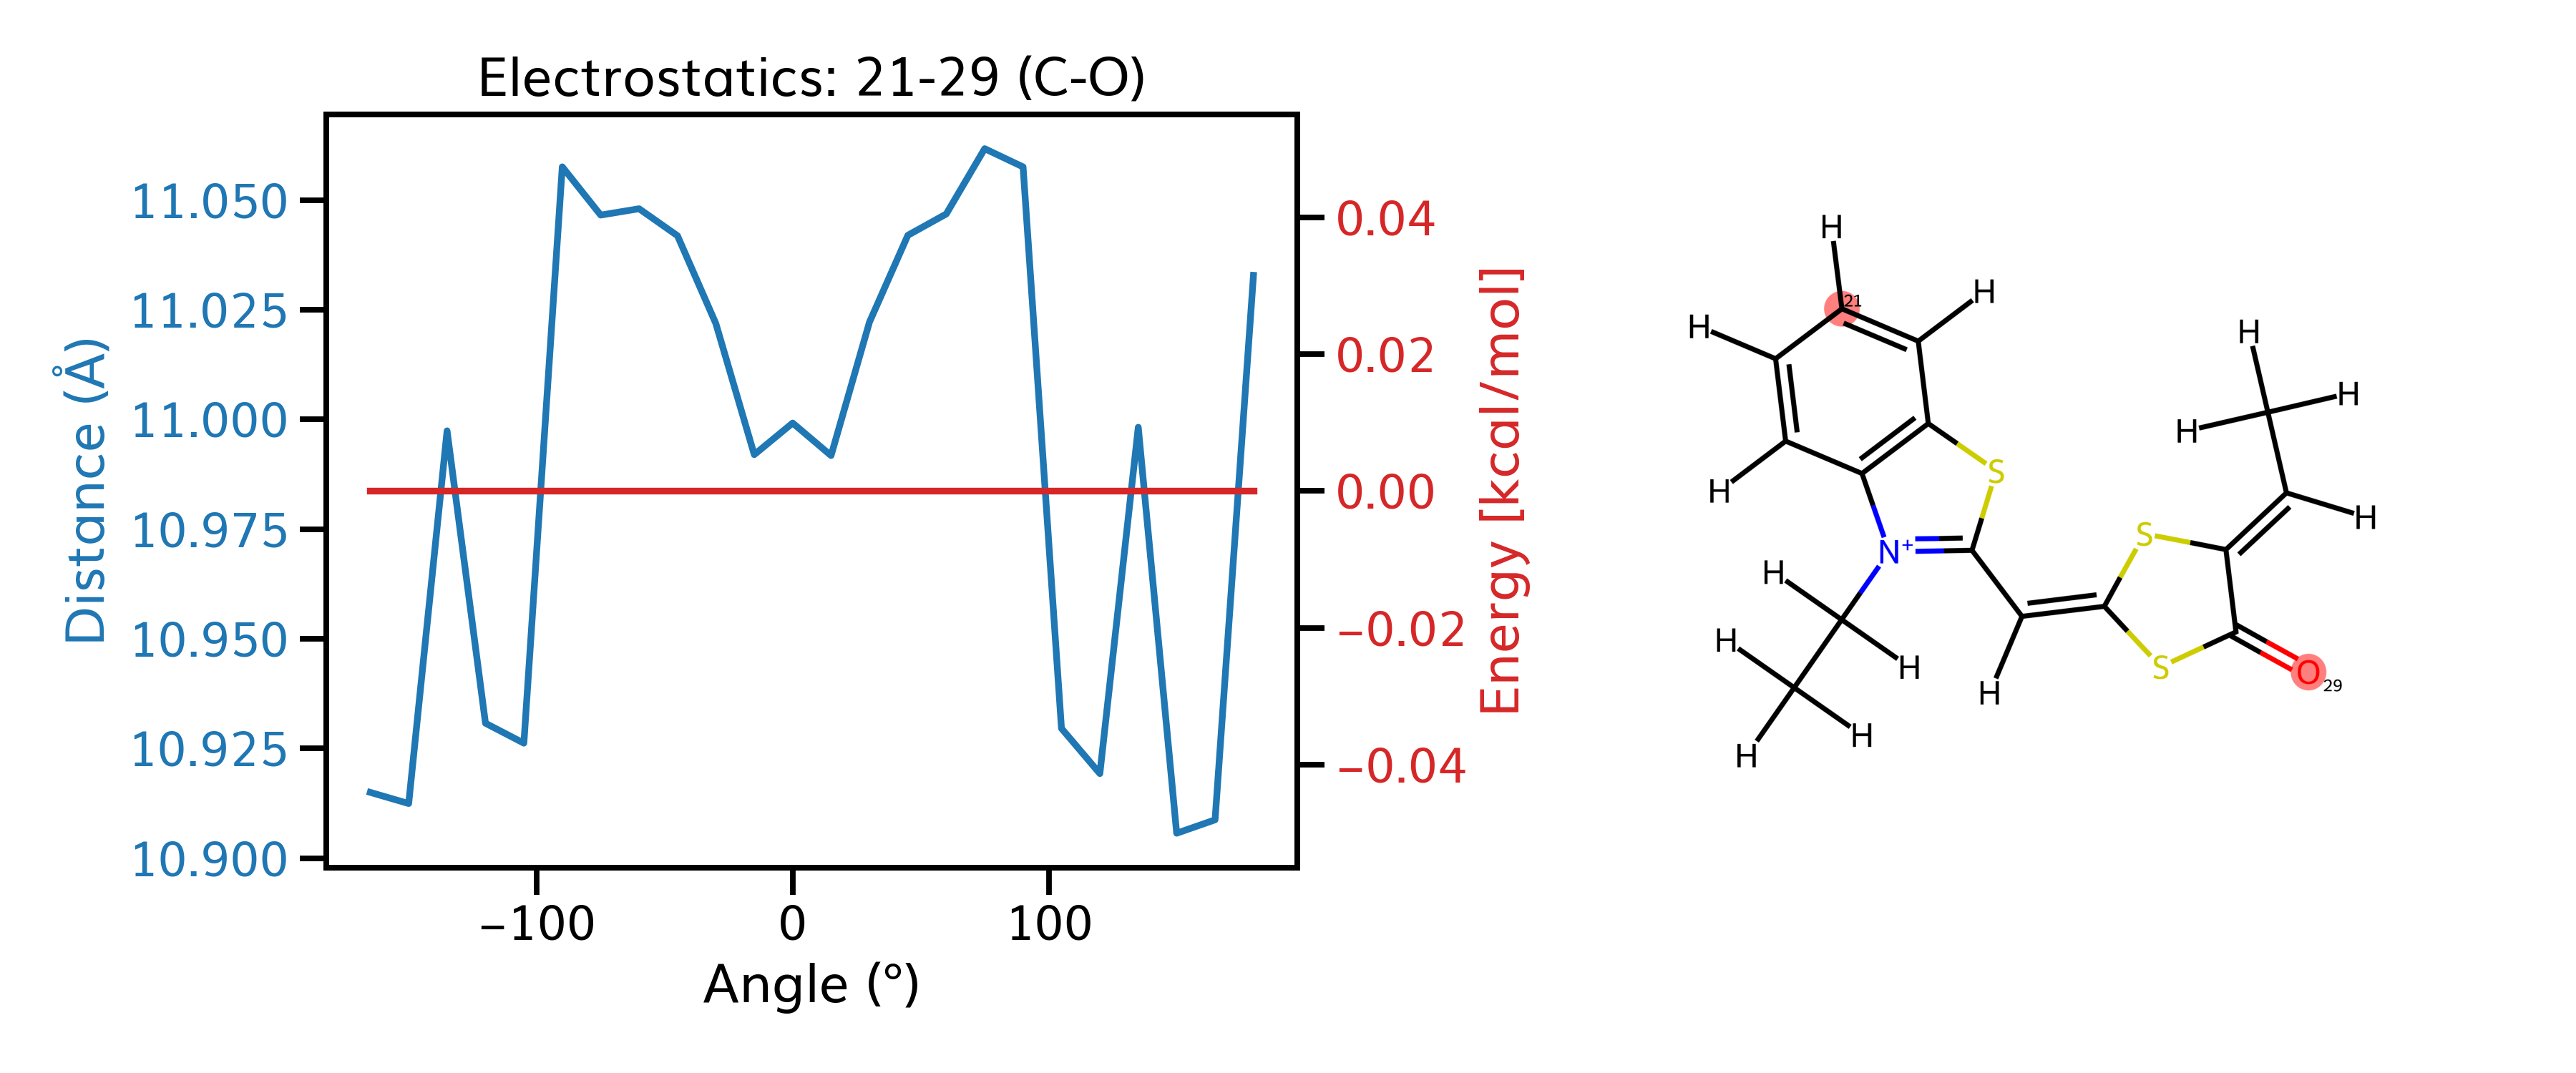 Electrostatics: 21-29 (C-O)
Distance (Å)
11.050
11.025
11.000
10.975
10.950
10.925
10.900
−100
0
100
Angle (°)
0.04
0.02
0.00
−0.02
−0.04
Energy [kcal/mol]
H
21
H
H
H
H
S
H
H
S
H
N+
H
H
H
S
O
29
H
H
H